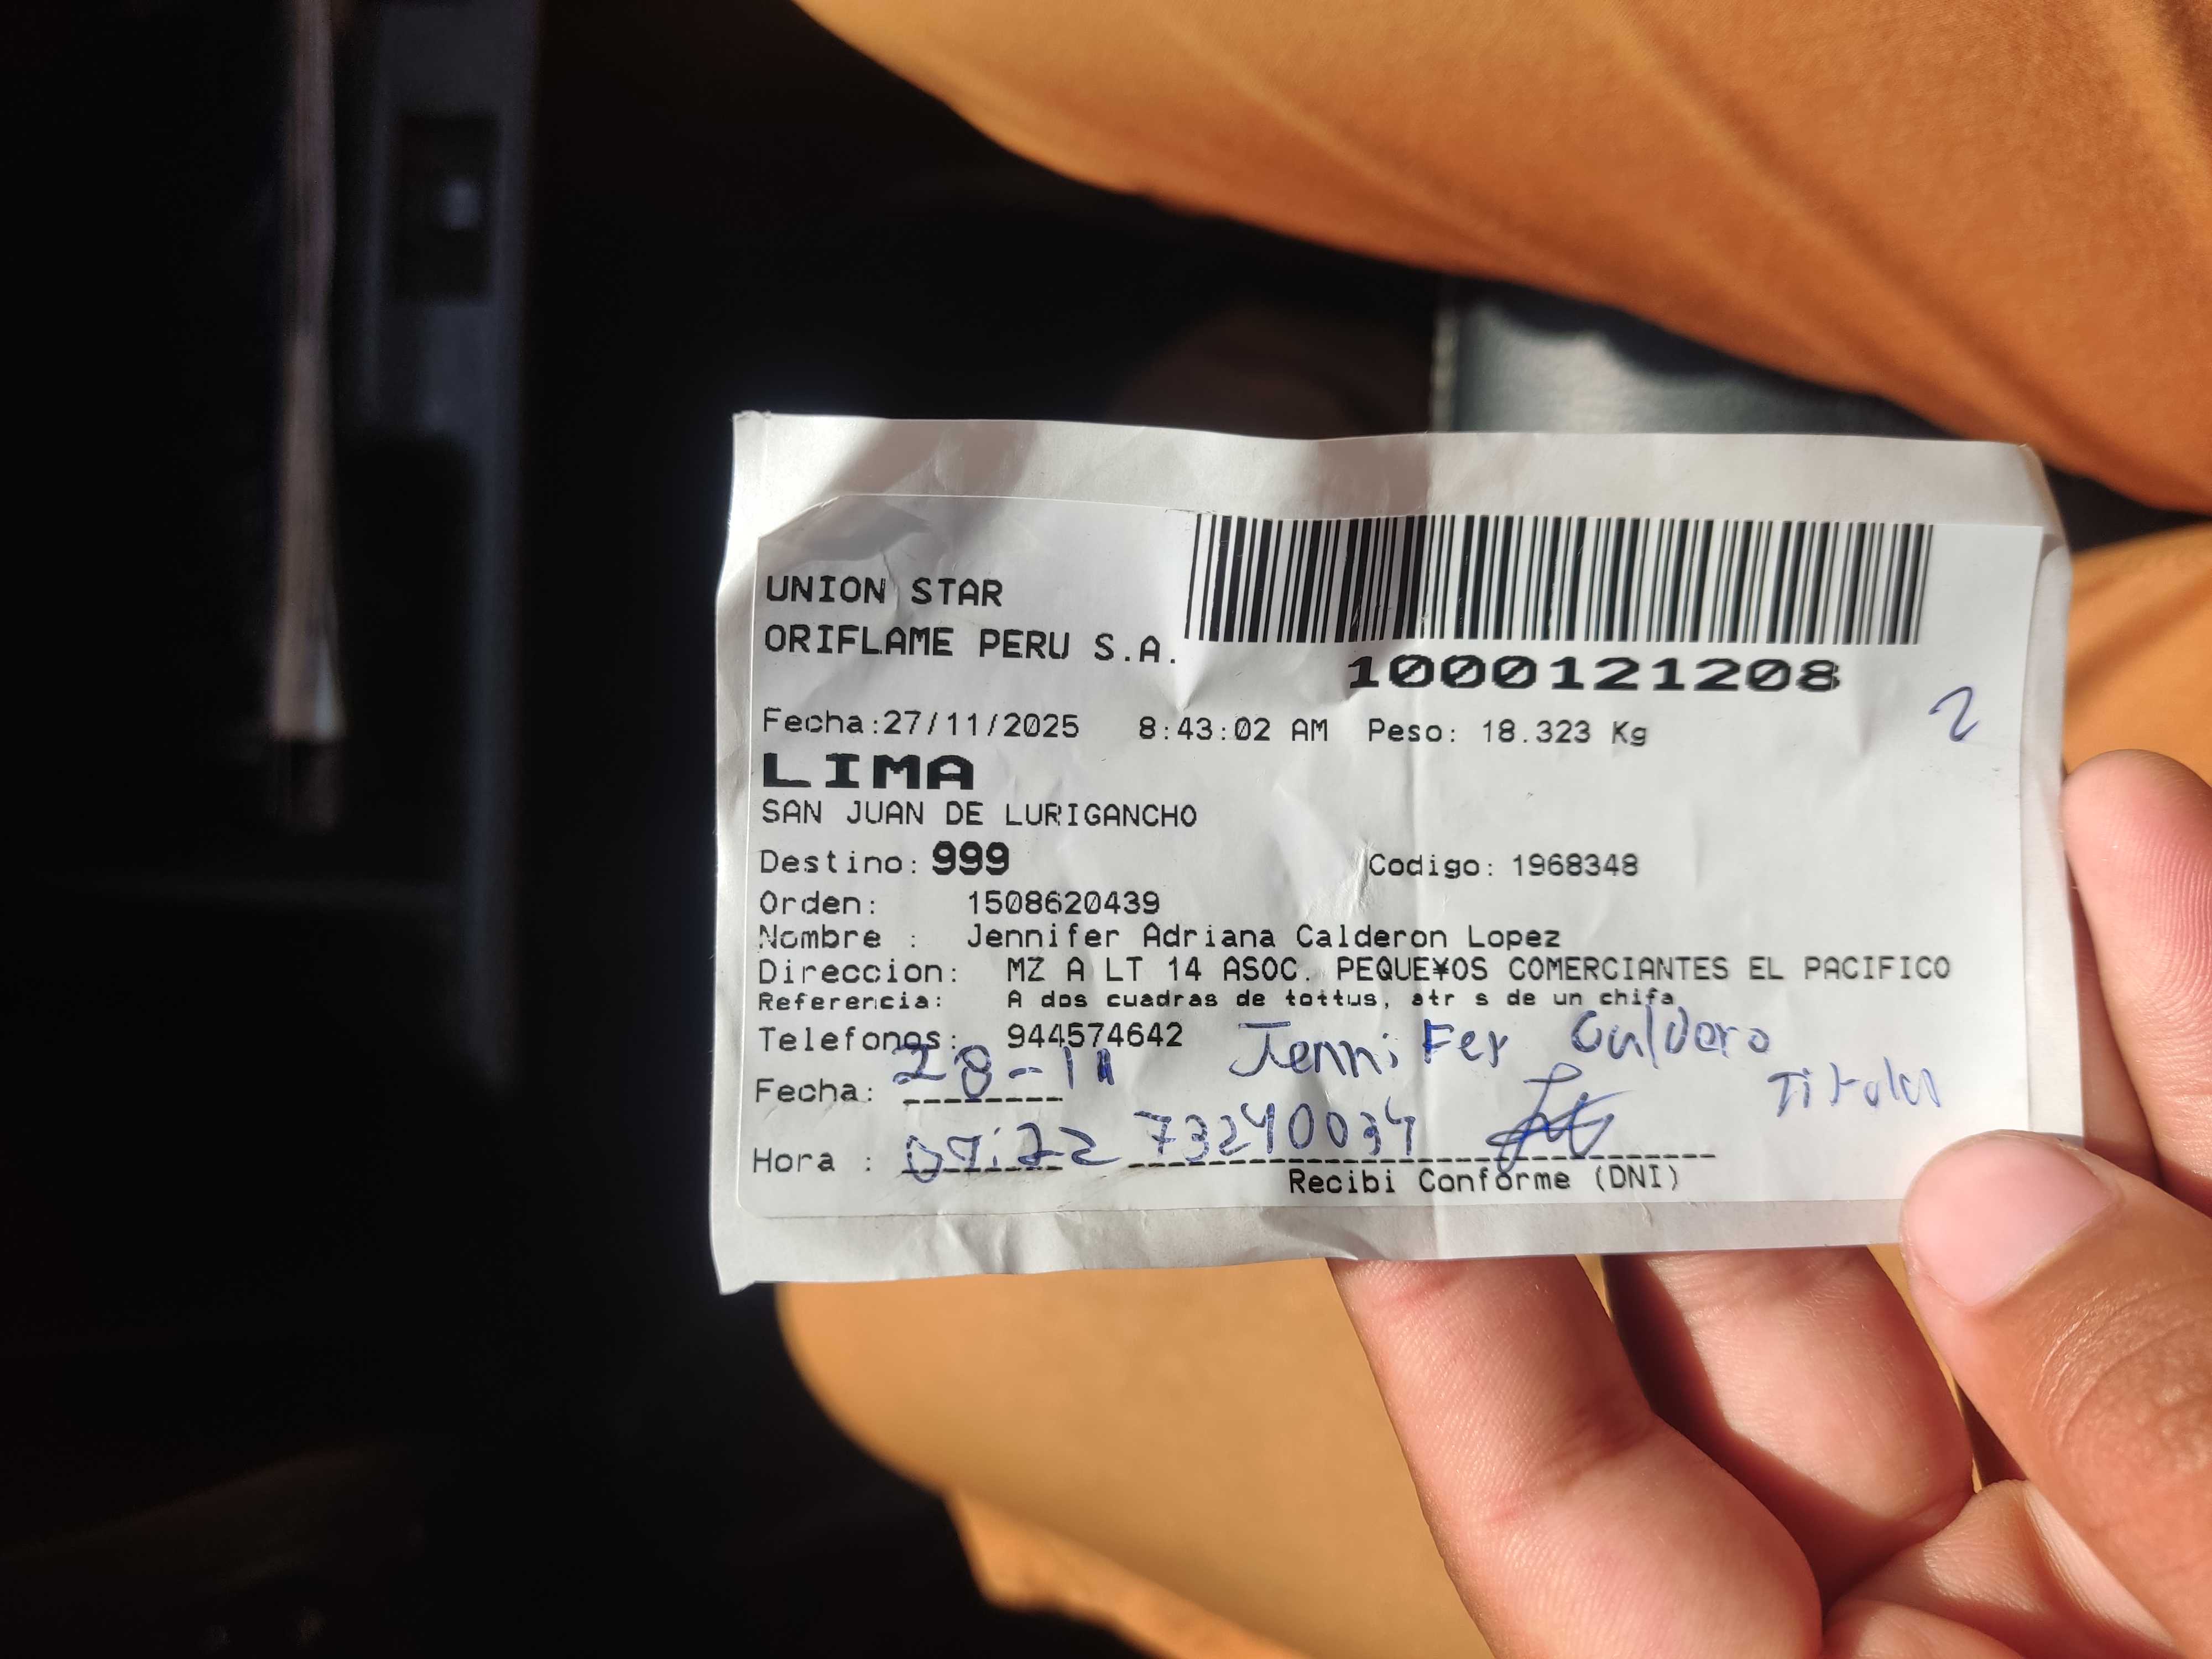 UNION STAR
ORIFLAME PERU S.A.
1000121208
2
Fecha:27/11/2025 8:43:02 AM Peso: 18.323 Kg
LIMA
SAN JUAN DE LURIGANCHO
Destino: 999 Codigo: 1968348
Orden: 1508620439
Nombre : Jennifer Adriana Calderon Lopez
Direccion: MZ A LT 14 ASOC. PEQUE¥OS COMERCIANTES EL PACIFICO
Referencia: A dos cuadras de tottus, atr s de un chifa
Telefonos: 944574642 Jennifer Caldero
Fecha: 28-11 Titular
Hora : 07:22 73240034
Recibi Conforme (DNI)